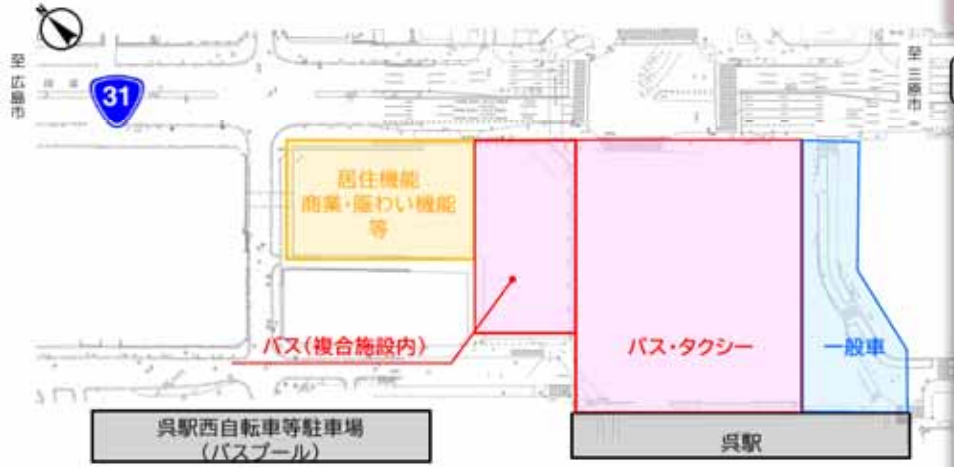 至 広島市
31
至 三原市
居住機能
商業・賑わい機能
等
バス(複合施設内)
バス・タクシー
一般車
呉駅西自転車等駐車場
(バスプール)
呉駅